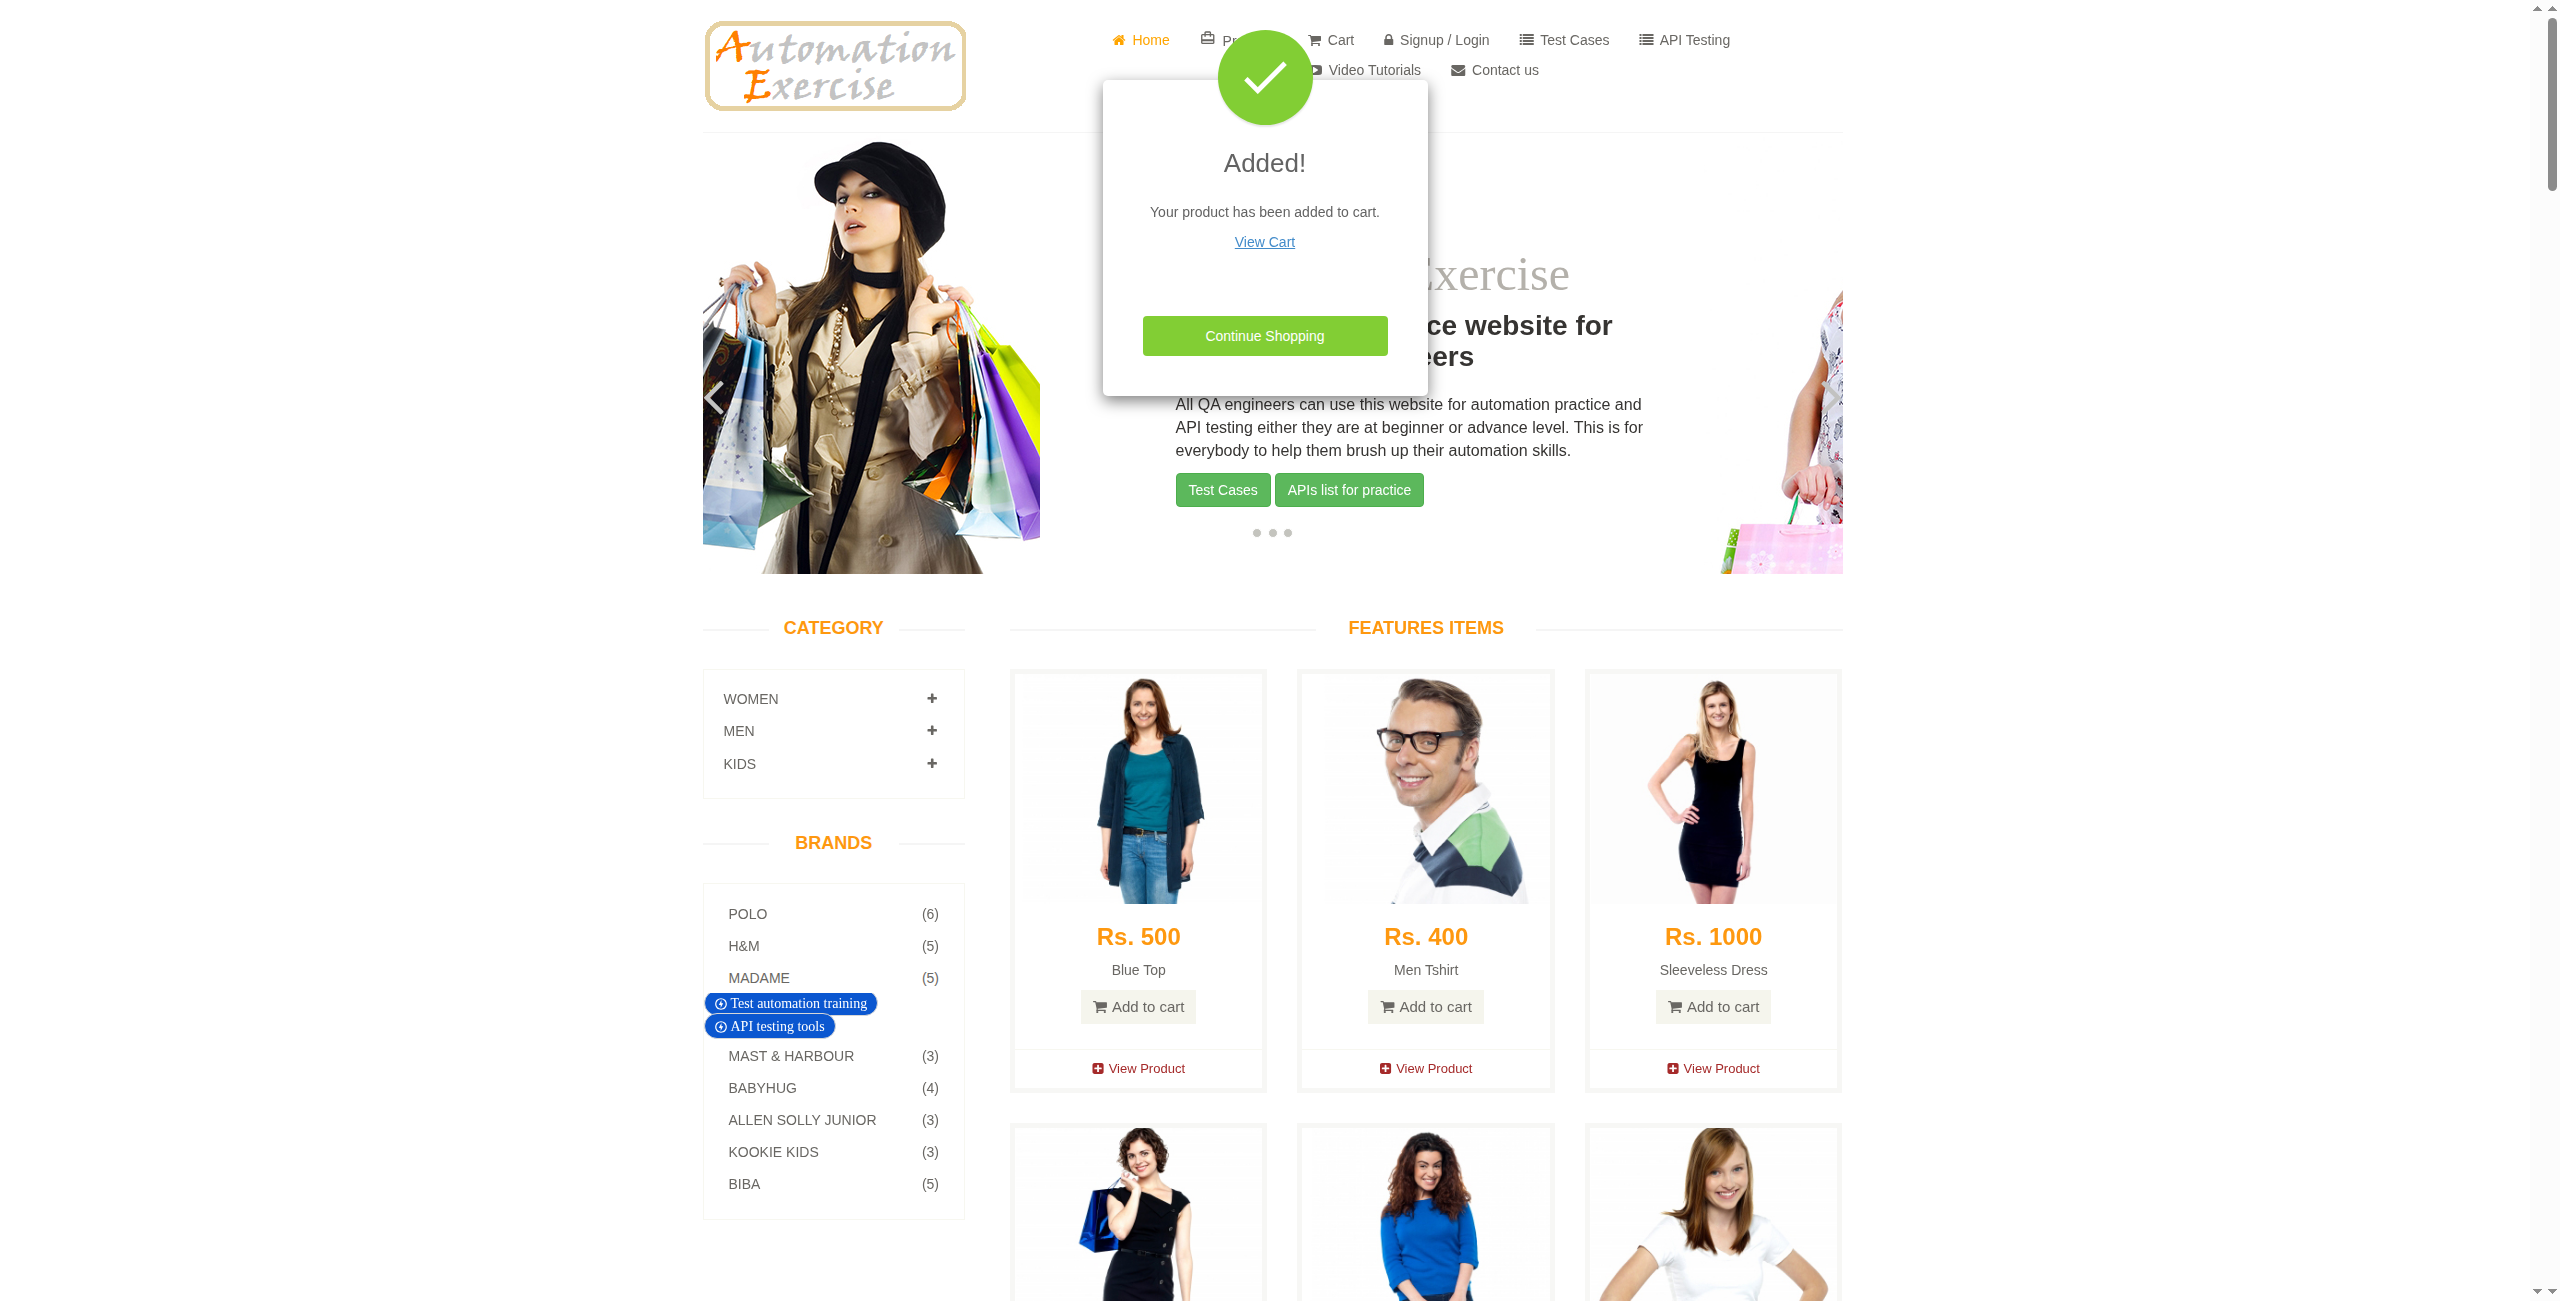 Automation
Exercise
Home
Cart
Signup / Login
Test Cases
API Testing
Video Tutorials
Contact us
Added!
Your product has been added to cart.
View Cart
Continue Shopping
Exercise
ce website for
eers
All QA engineers can use this website for automation practice and
API testing either they are at beginner or advance level. This is for
everybody to help them brush up their automation skills.
Test Cases
APIs list for practice
CATEGORY
WOMEN
MEN
KIDS
BRANDS
POLO (6)
H&M (5)
MADAME (5)
Test automation training
API testing tools
MAST & HARBOUR (3)
BABYHUG (4)
ALLEN SOLLY JUNIOR (3)
KOOKIE KIDS (3)
BIBA (5)
FEATURES ITEMS
Rs. 500
Blue Top
Add to cart
View Product
Rs. 400
Men Tshirt
Add to cart
View Product
Rs. 1000
Sleeveless Dress
Add to cart
View Product